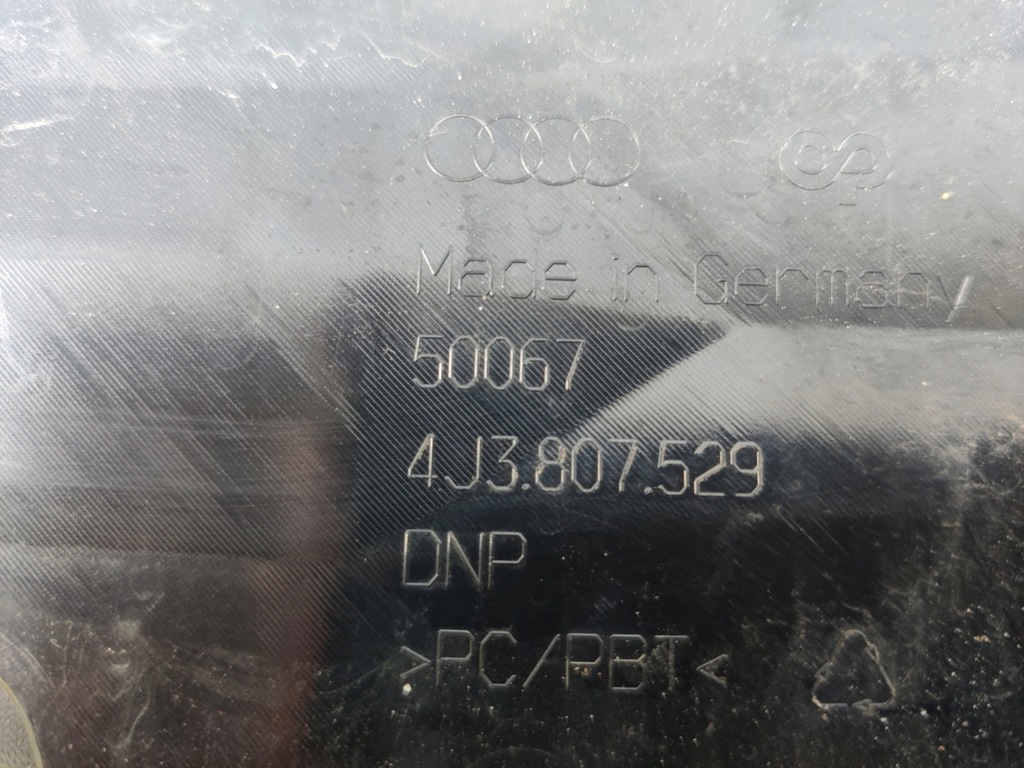 Made in Germany
50067
4J3.807.529
DNP
>PC/PBT<